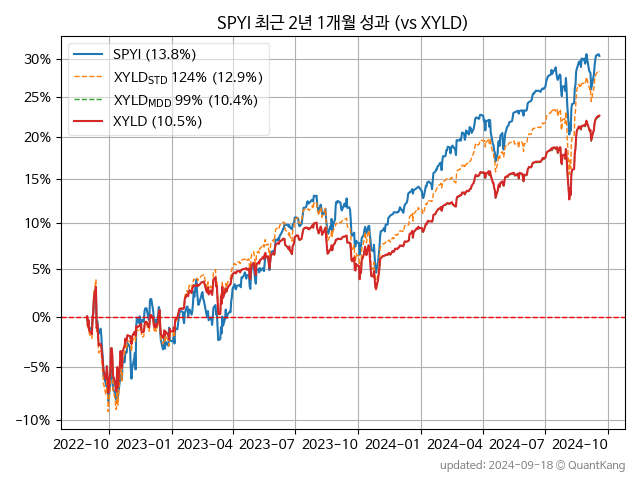 SPYI 최근 2년 1개월 성과 (vs XYLD)
SPYI (13.8%)
XYLD_STD 124% (12.9%)
XYLD_MDD 99% (10.4%)
XYLD (10.5%)
30%
25%
20%
15%
10%
5%
0%
−5%
−10%
2022-10 2023-01 2023-04 2023-07 2023-10 2024-01 2024-04 2024-07 2024-10
updated: 2024-09-18 © QuantKang